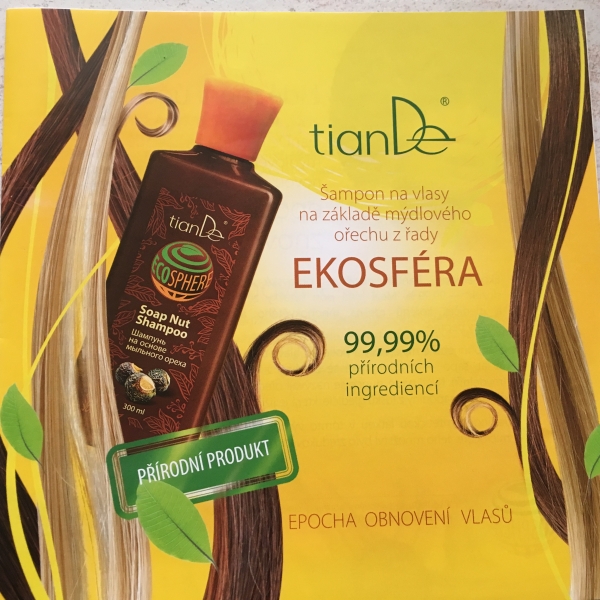 tianDe®
Šampon na vlasy
na základě mýdlového
ořechu z řady
EKOSFÉRA
99,99%
přírodních
ingrediencí
tianDe®
ECOSPHERE
Soap Nut
Shampoo
Шампунь
на основе
мыльного ореха
300 ml
PŘÍRODNÍ PRODUKT
EPOCHA OBNOVENÍ VLASŮ